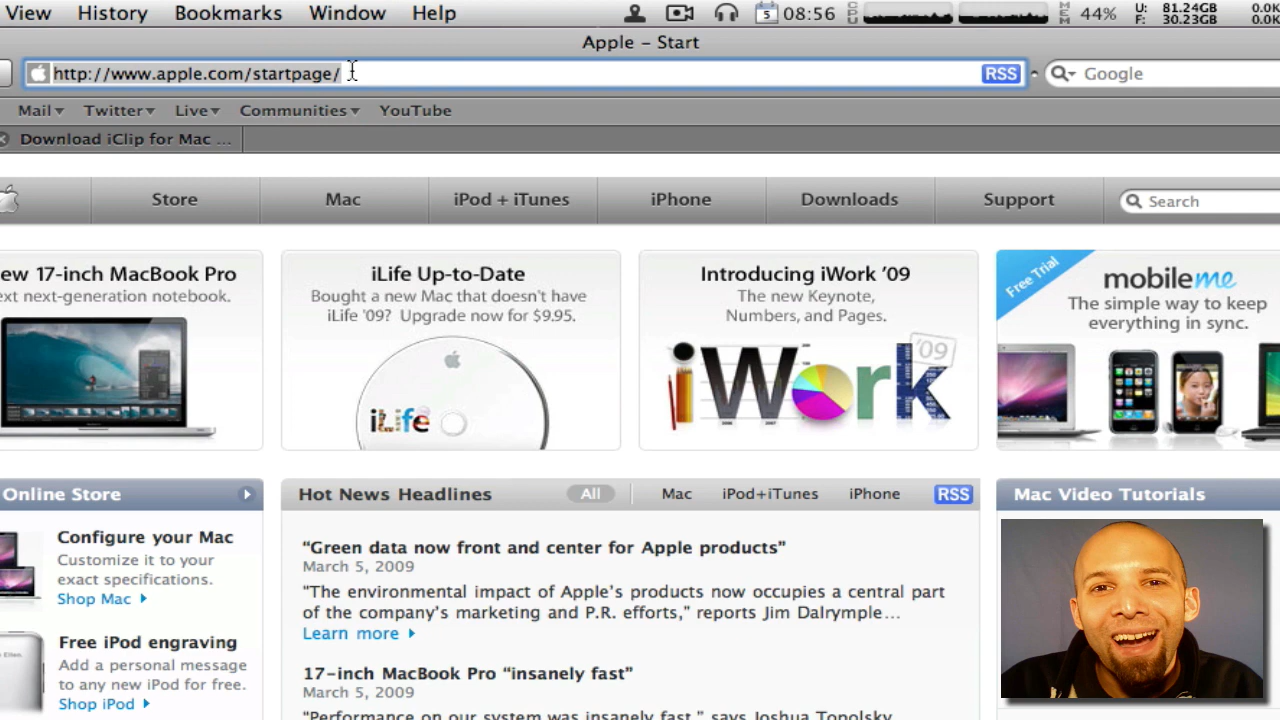 View History Bookmarks Window Help 5 08:56 CPU MEM 44% U: 81.24GB 0.0K
F: 30.23GB 0.0K
Apple – Start
http://www.apple.com/startpage/ RSS Google
Mail Twitter Live Communities YouTube
Download iClip for Mac ...
Store Mac iPod + iTunes iPhone Downloads Support Search
ew 17-inch MacBook Pro
ext next-generation notebook.
iLife Up-to-Date
Bought a new Mac that doesn't have
iLife '09? Upgrade now for $9.95.
iLife
Introducing iWork '09
The new Keynote,
Numbers, and Pages.
iWork '09
Free Trial
mobileme
The simple way to keep
everything in sync.
Online Store
Configure your Mac
Customize it to your
exact specifications.
Shop Mac
Free iPod engraving
Add a personal message
to any new iPod for free.
Shop iPod
Hot News Headlines All Mac iPod+iTunes iPhone RSS
“Green data now front and center for Apple products”
March 5, 2009
“The environmental impact of Apple’s products now occupies a central part
of the company’s marketing and P.R. efforts,” reports Jim Dalrymple…
Learn more
17-inch MacBook Pro “insanely fast”
March 5, 2009
“Performance on our system was insanely fast,” says Joshua Topolsky
Mac Video Tutorials